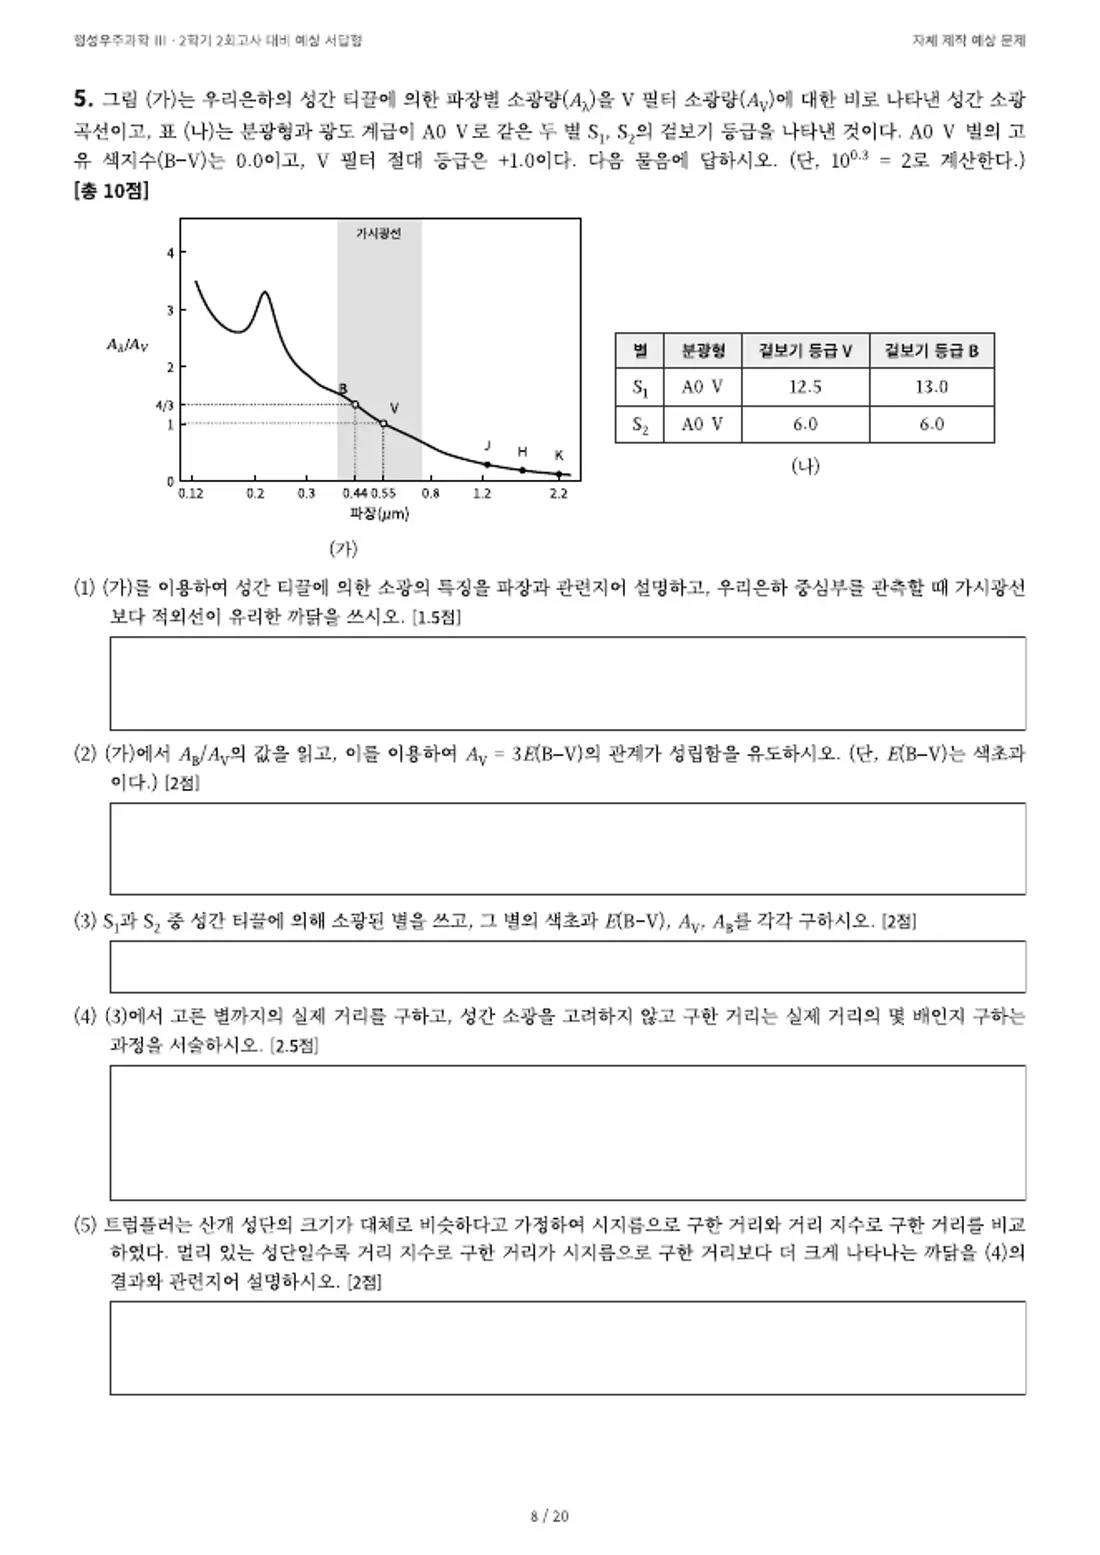 행성우주과학 III · 2학기 2회고사 대비 예상 서답형
자체 제작 예상 문제
5. 그림 (가)는 우리은하의 성간 티끌에 의한 파장별 소광량(Aλ)을 V 필터 소광량(AV)에 대한 비로 나타낸 성간 소광
곡선이고, 표 (나)는 분광형과 광도 계급이 A0 V로 같은 두 별 S1, S2의 겉보기 등급을 나타낸 것이다. A0 V 별의 고
유 색지수(B−V)는 0.0이고, V 필터 절대 등급은 +1.0이다. 다음 물음에 답하시오. (단, 10^0.3 = 2로 계산한다.)
[총 10점]
가시광선
4
3
Aλ/AV
2
B
4/3
V
1
J
H
K
0
0.12 0.2 0.3 0.44 0.55 0.8 1.2 2.2
파장(μm)
(가)
별 분광형 겉보기 등급 V 겉보기 등급 B
S1 A0 V 12.5 13.0
S2 A0 V 6.0 6.0
(나)
(1) (가)를 이용하여 성간 티끌에 의한 소광의 특징을 파장과 관련지어 설명하고, 우리은하 중심부를 관측할 때 가시광선
보다 적외선이 유리한 까닭을 쓰시오. [1.5점]
(2) (가)에서 AB/AV의 값을 읽고, 이를 이용하여 AV = 3E(B−V)의 관계가 성립함을 유도하시오. (단, E(B−V)는 색초과
이다.) [2점]
(3) S1과 S2 중 성간 티끌에 의해 소광된 별을 쓰고, 그 별의 색초과 E(B−V), AV, AB를 각각 구하시오. [2점]
(4) (3)에서 고른 별까지의 실제 거리를 구하고, 성간 소광을 고려하지 않고 구한 거리는 실제 거리의 몇 배인지 구하는
과정을 서술하시오. [2.5점]
(5) 트럼플러는 산개 성단의 크기가 대체로 비슷하다고 가정하여 시지름으로 구한 거리와 거리 지수로 구한 거리를 비교
하였다. 멀리 있는 성단일수록 거리 지수로 구한 거리가 시지름으로 구한 거리보다 더 크게 나타나는 까닭을 (4)의
결과와 관련지어 설명하시오. [2점]
8 / 20